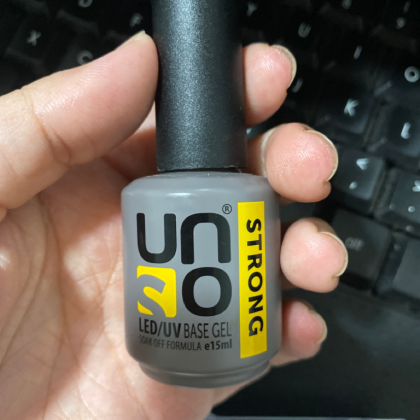 UNO
®
STRONG
LED/UV BASE GEL
SOAK OFF FORMULA e15ml